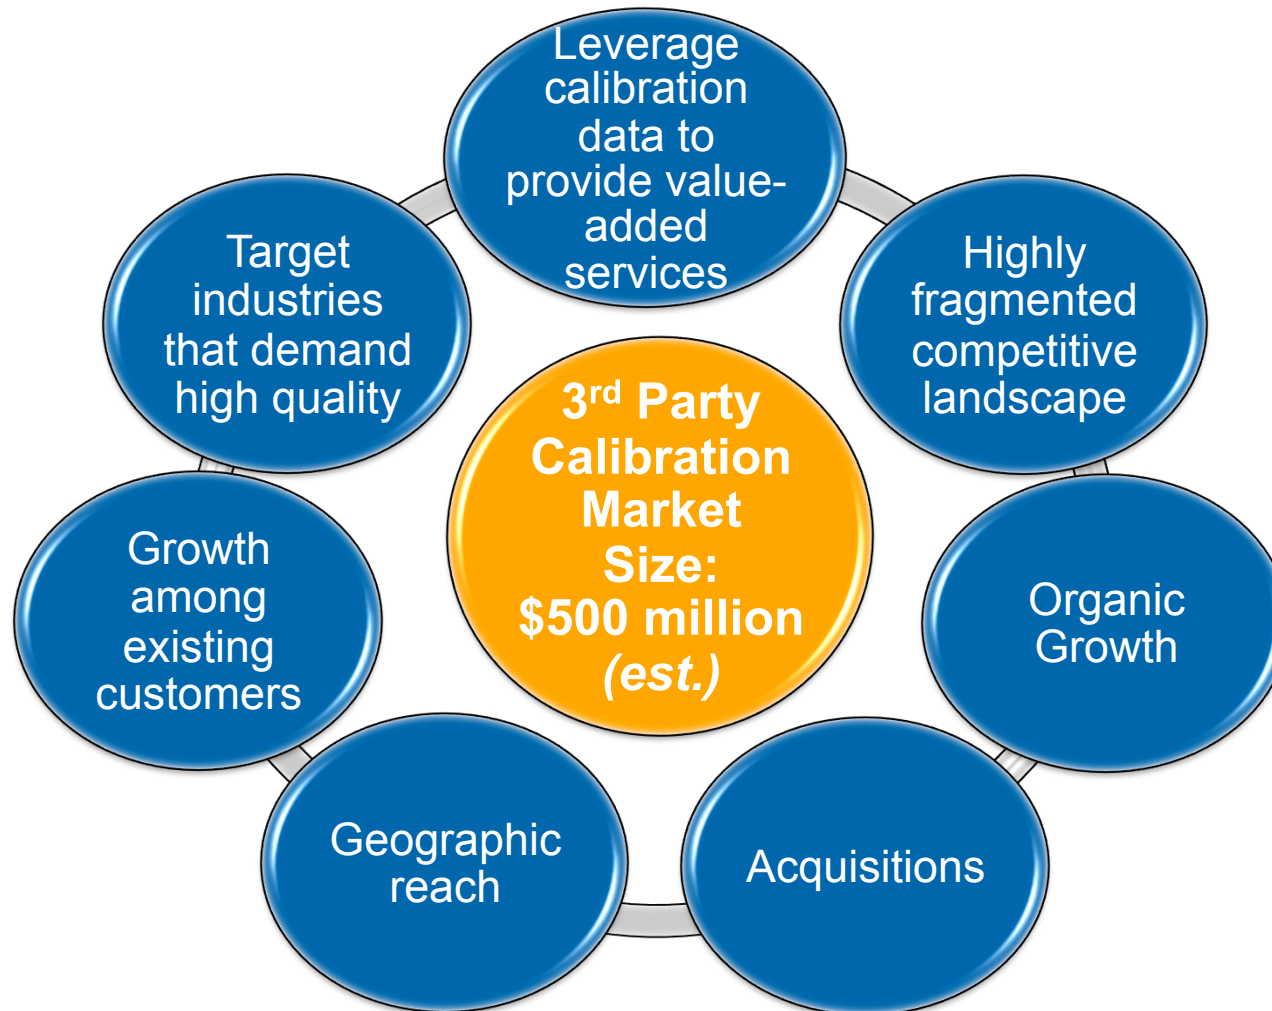 Leverage
calibration
data to
provide value-
added
services
Highly
fragmented
competitive
landscape
Organic
Growth
Acquisitions
Geographic
reach
Growth
among
existing
customers
Target
industries
that demand
high quality
3rd Party
Calibration
Market
Size:
$500 million
(est.)